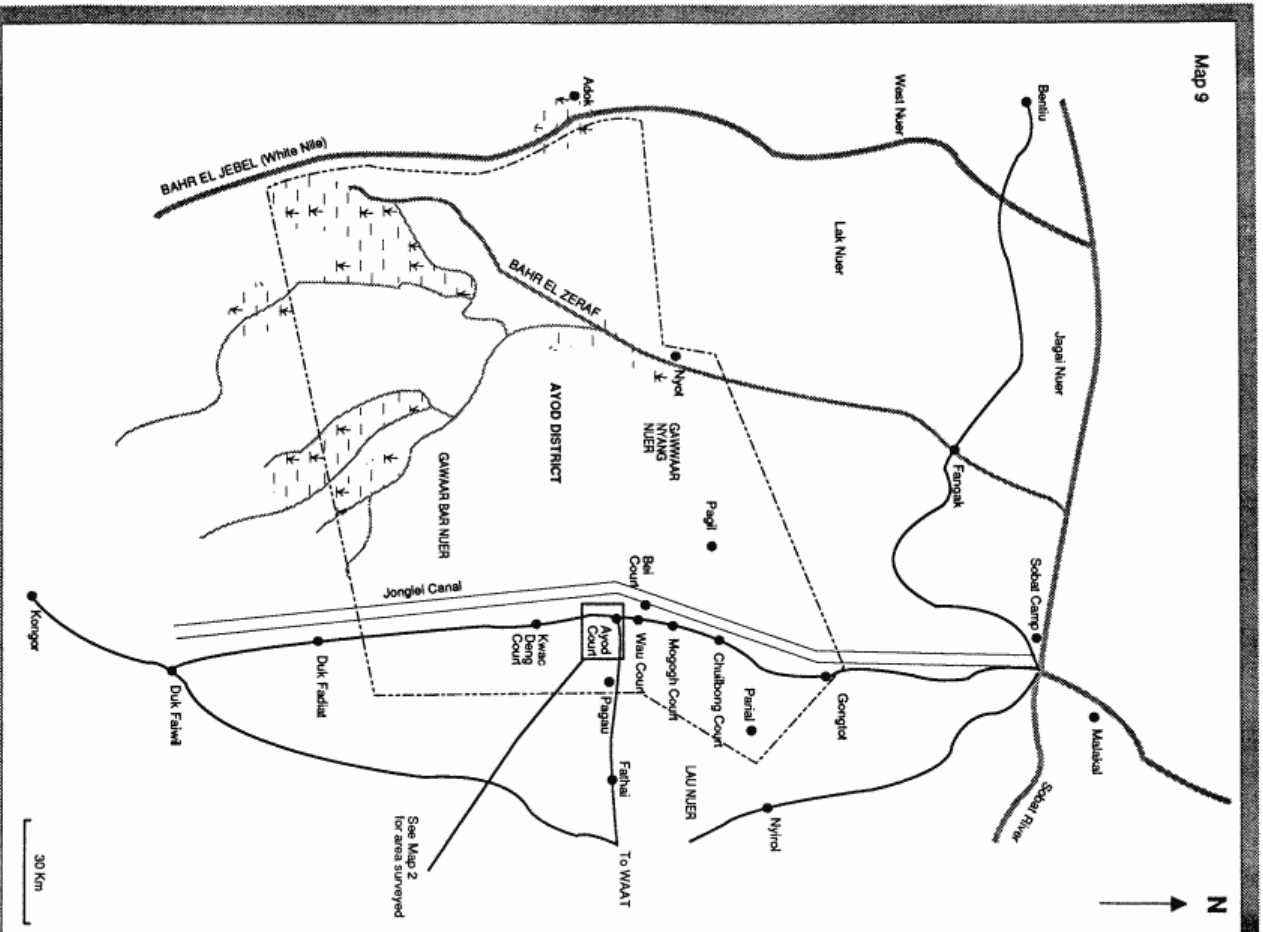 Map 9
N
Malakal
Jagai Nuer
Bentiu
Sobat Camp
Sobat River
Fangak
West Nuer
Lak Nuer
Gongtot
Nyirol
Parial
Chuilbong Court
Pagil
LAU NUER
Nyot
Mogogh Court
GAWWAAR
NYANG
NUER
Bei
Court
Wau Court
To WAAT
Fathai
Pagau
Ayod
Court
Adok
BAHR EL ZERAF
AYOD DISTRICT
Kwac
Deng
Court
GAWAAR BAR NUER
Jonglei Canal
See Map 2
for area surveyed
Duk Fadiat
BAHR EL JEBEL (White Nile)
Duk Faiwil
Kongor
30 Km